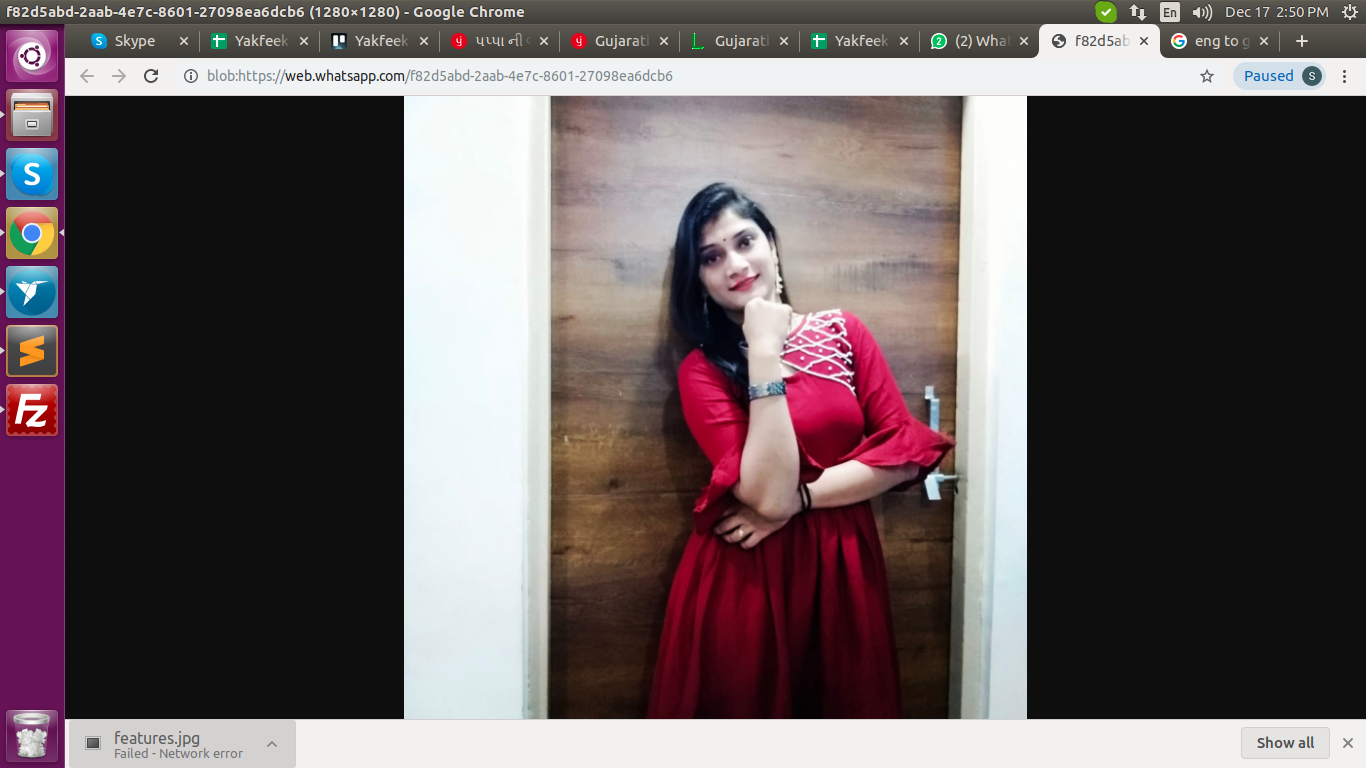 f82d5abd-2aab-4e7c-8601-27098ea6dcb6 (1280×1280) - Google Chrome
En
Dec 17 2:50 PM
Skype
Yakfeek
Yakfeek
પપ્પા ની
Gujarati
Gujarati
Yakfeek
(2) What
f82d5ab
eng to g
blob:https://web.whatsapp.com/f82d5abd-2aab-4e7c-8601-27098ea6dcb6
Paused
S
features.jpg
Failed - Network error
Show all